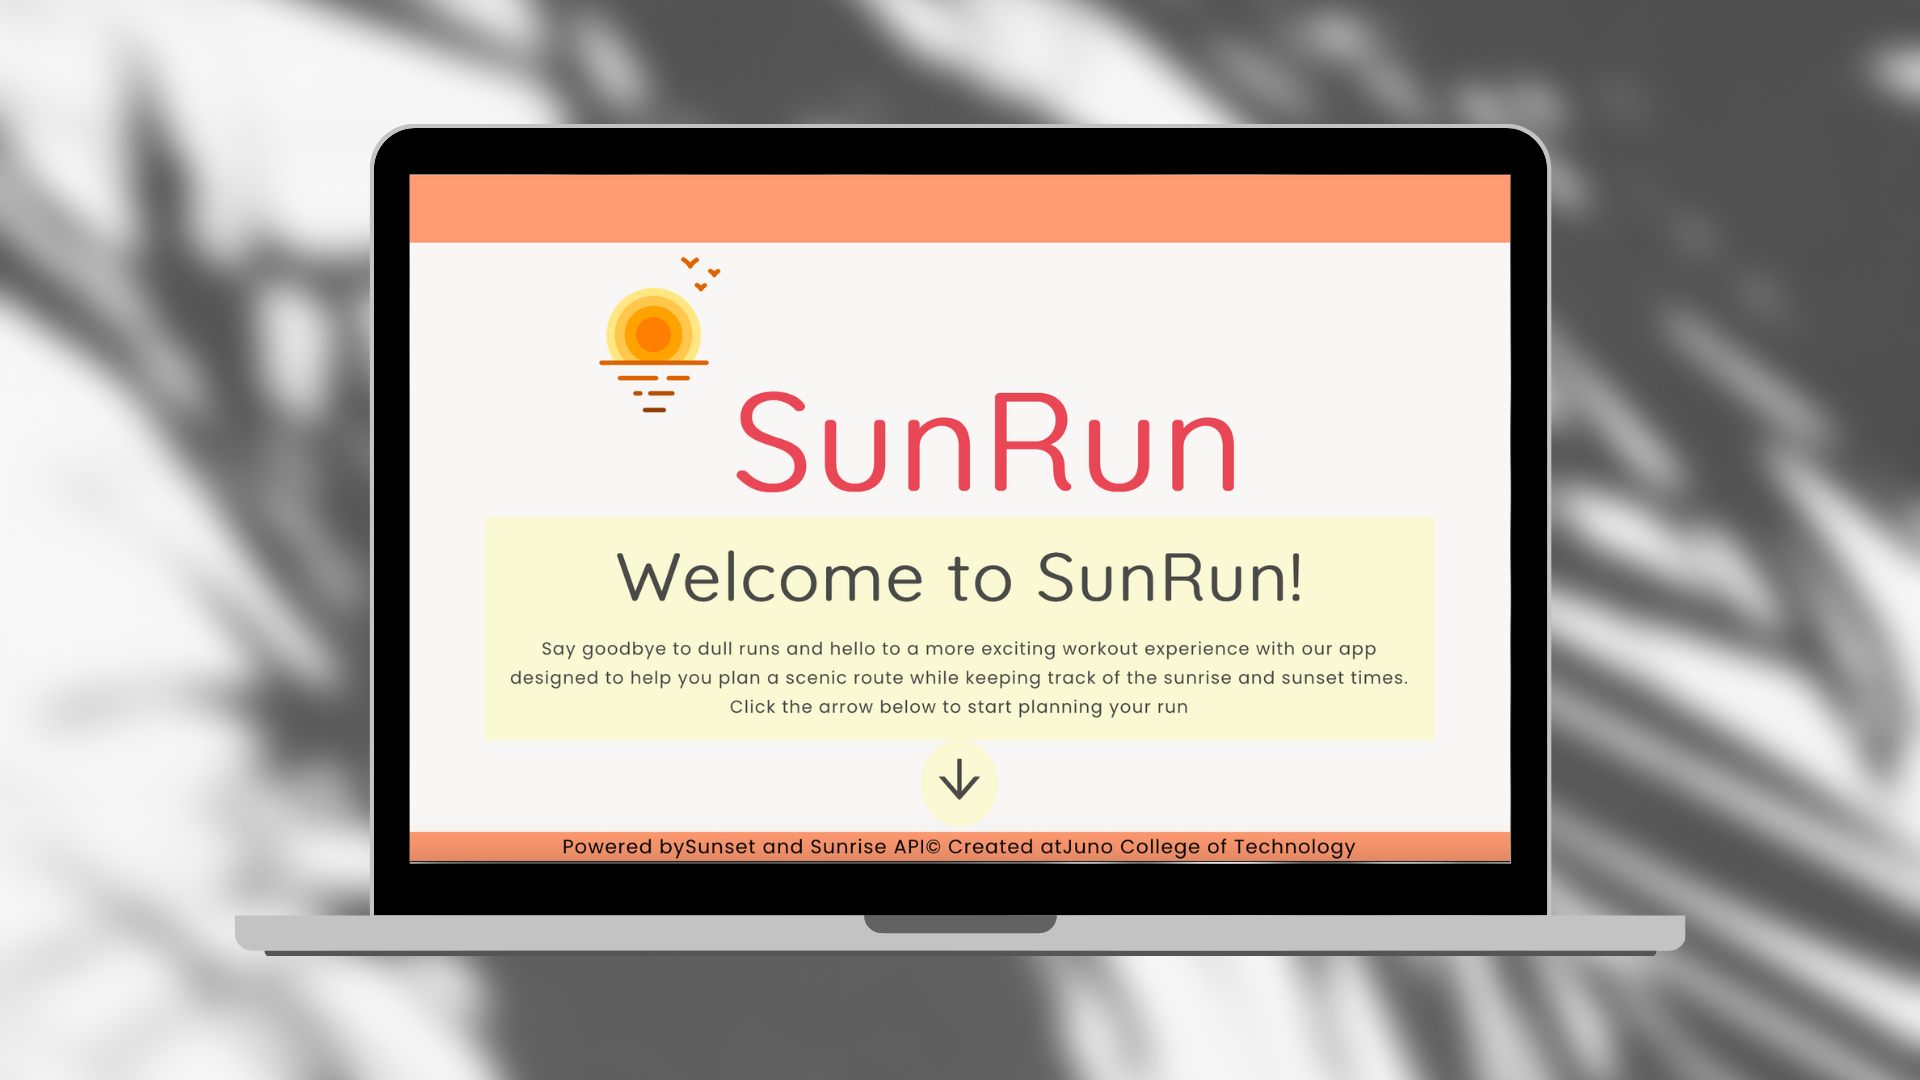 SunRun
Welcome to SunRun!
Say goodbye to dull runs and hello to a more exciting workout experience with our app
designed to help you plan a scenic route while keeping track of the sunrise and sunset times.
Click the arrow below to start planning your run
Powered bySunset and Sunrise API© Created atJuno College of Technology